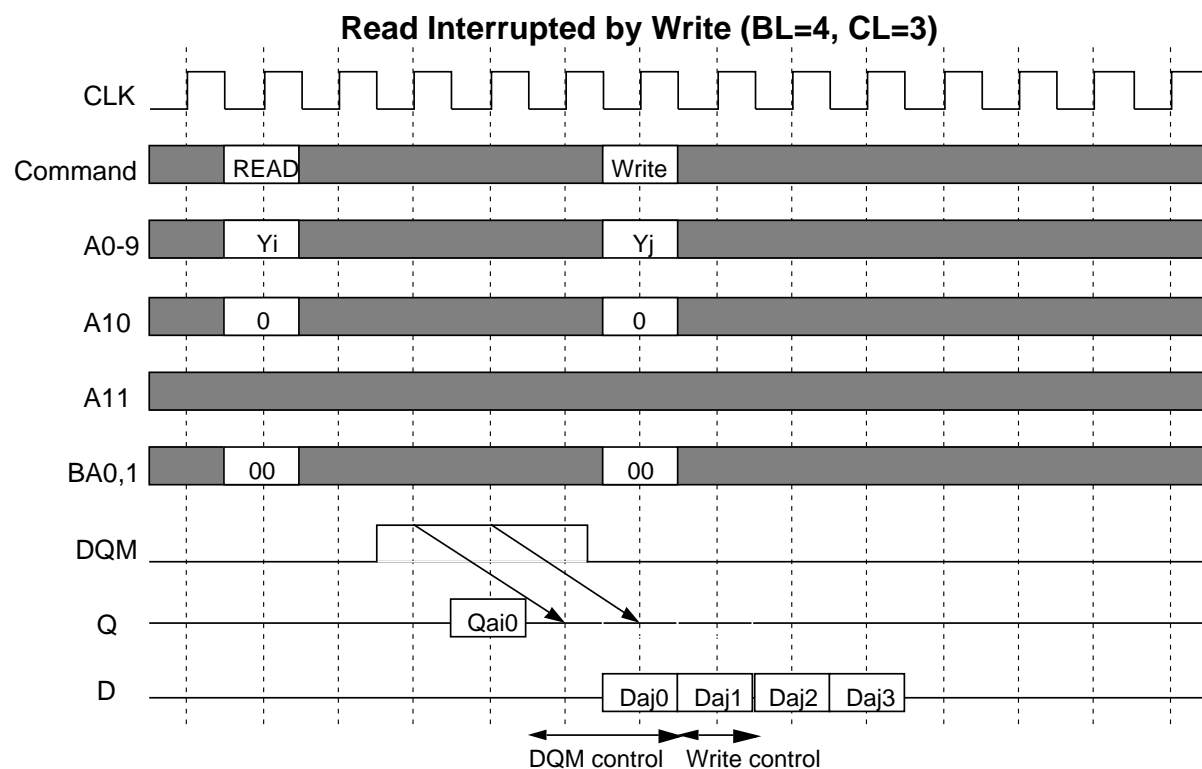 Read Interrupted by Write (BL=4, CL=3)
CLK
Command READ Write
A0-9 Yi Yj
A10 0 0
A11
BA0,1 00 00
DQM
Q Qai0
D Daj0 Daj1 Daj2 Daj3
DQM control Write control